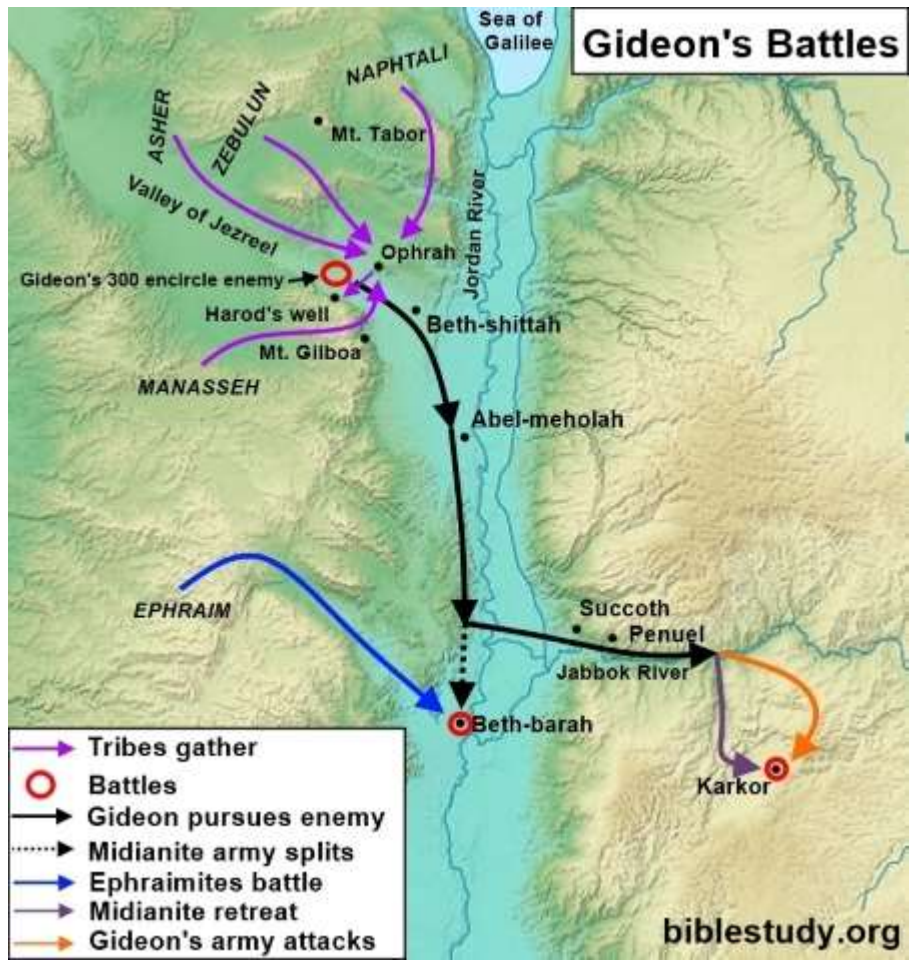 Sea of
Galilee
Gideon's Battles
NAPHTALI
ASHER
ZEBULUN
Mt. Tabor
Valley of Jezreel
Jordan River
Ophrah
Gideon's 300 encircle enemy
Harod's well
Beth-shittah
Mt. Gilboa
MANASSEH
Abel-meholah
EPHRAIM
Succoth
Penuel
Jabbok River
Beth-barah
Karkor
Tribes gather
Battles
Gideon pursues enemy
Midianite army splits
Ephraimites battle
Midianite retreat
Gideon's army attacks
biblestudy.org